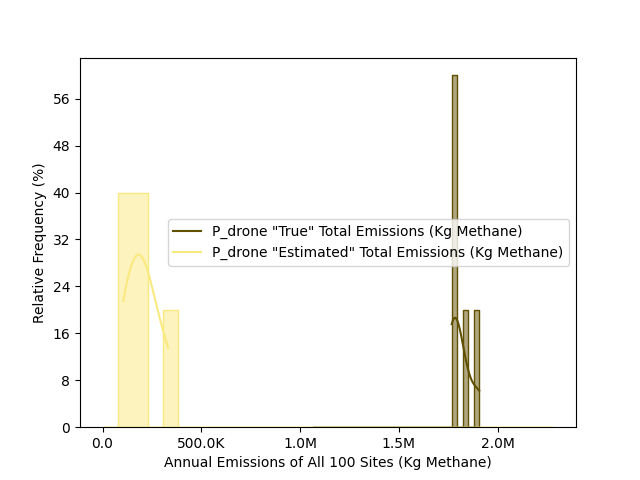 56
48
40
32
24
16
8
0
Relative Frequency (%)
P_drone "True" Total Emissions (Kg Methane)
P_drone "Estimated" Total Emissions (Kg Methane)
0.0 500.0K 1.0M 1.5M 2.0M
Annual Emissions of All 100 Sites (Kg Methane)